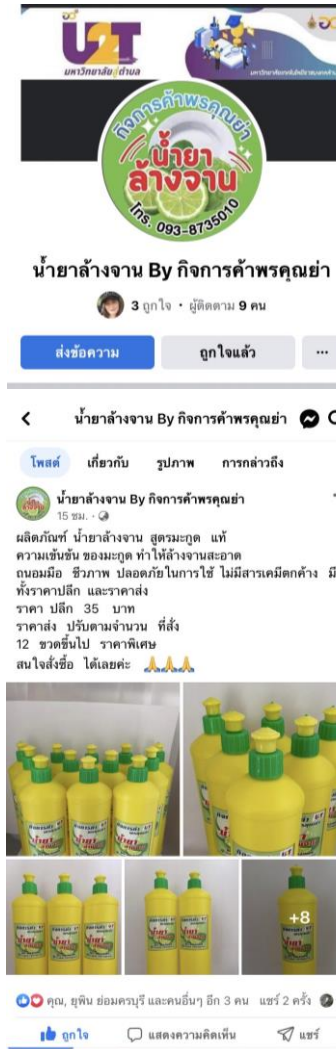 U2T
มหาวิทยาลัยสู่ตำบล
กิจการค้าพรคุณย่า
น้ำยา
ล้างจาน
โทร. 093-8735010
น้ำยาล้างจาน By กิจการค้าพรคุณย่า
3 ถูกใจ • ผู้ติดตาม 9 คน
ส่งข้อความ
ถูกใจแล้ว
น้ำยาล้างจาน By กิจการค้าพรคุณย่า
โพสต์ เกี่ยวกับ รูปภาพ การกล่าวถึง
น้ำยาล้างจาน By กิจการค้าพรคุณย่า
15 ชม.
ผลิตภัณฑ์ น้ำยาล้างจาน สูตรมะกูด แท้
ความเข้มข้น ของมะกูด ทำให้ล้างจานสะอาด
ถนอมมือ ชีวภาพ ปลอดภัยในการใช้ ไม่มีสารเคมีตกค้าง มี
ทั้งราคาปลีก และราคาส่ง
ราคา ปลีก 35 บาท
ราคาส่ง ปรับตามจำนวน ที่สั่ง
12 ขวดขึ้นไป ราคาพิเศษ
สนใจสั่งซื้อ ได้เลยค่ะ
น้ำยา
ล้างจาน
+8
คุณ, ยุพิน ย่อมครบุรี และคนอื่นๆ อีก 3 คน แชร์ 2 ครั้ง
ถูกใจ แสดงความคิดเห็น แชร์